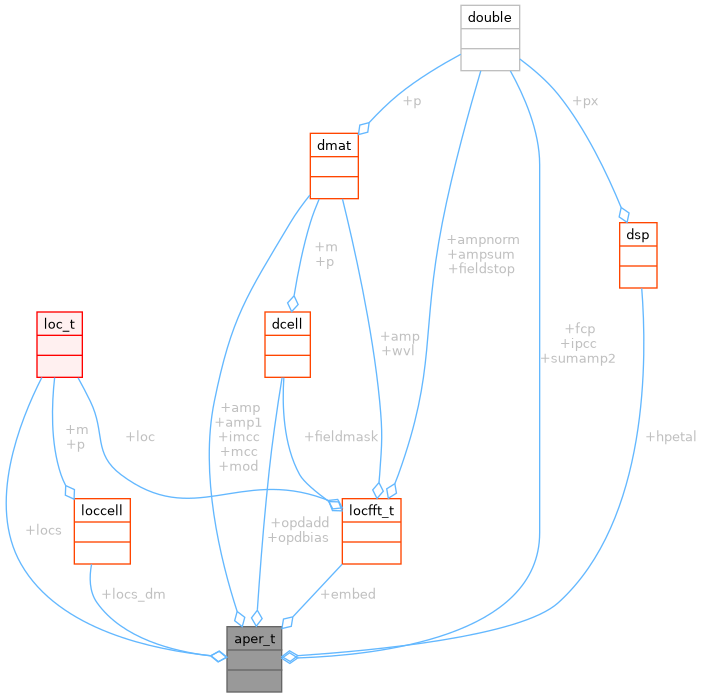 double
+p
+px
dmat
dsp
+ampnorm
+ampsum
+fieldstop
+m
+p
loc_t
dcell
+amp
+wvl
+fcp
+ipcc
+sumamp2
+amp
+amp1
+imcc
+mcc
+mod
+m
+p
+loc
+fieldmask
+hpetal
loccell
locfft_t
+locs
+opdadd
+opdbias
+locs_dm
+embed
aper_t